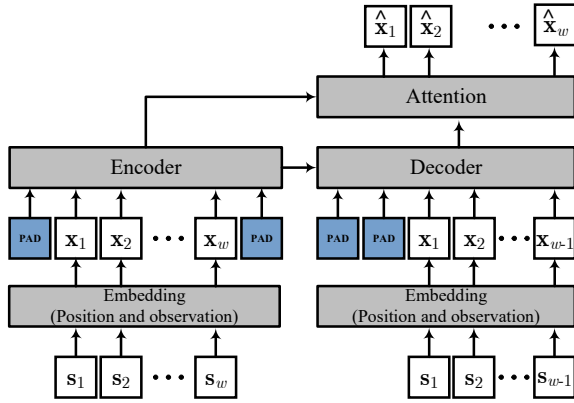 x̂₁ x̂₂ ··· x̂w
Attention
Encoder Decoder
PAD x₁ x₂ ··· xw PAD PAD PAD x₁ x₂ ··· xw-1
Embedding
(Position and observation)
Embedding
(Position and observation)
s₁ s₂ ··· sw s₁ s₂ ··· sw-1